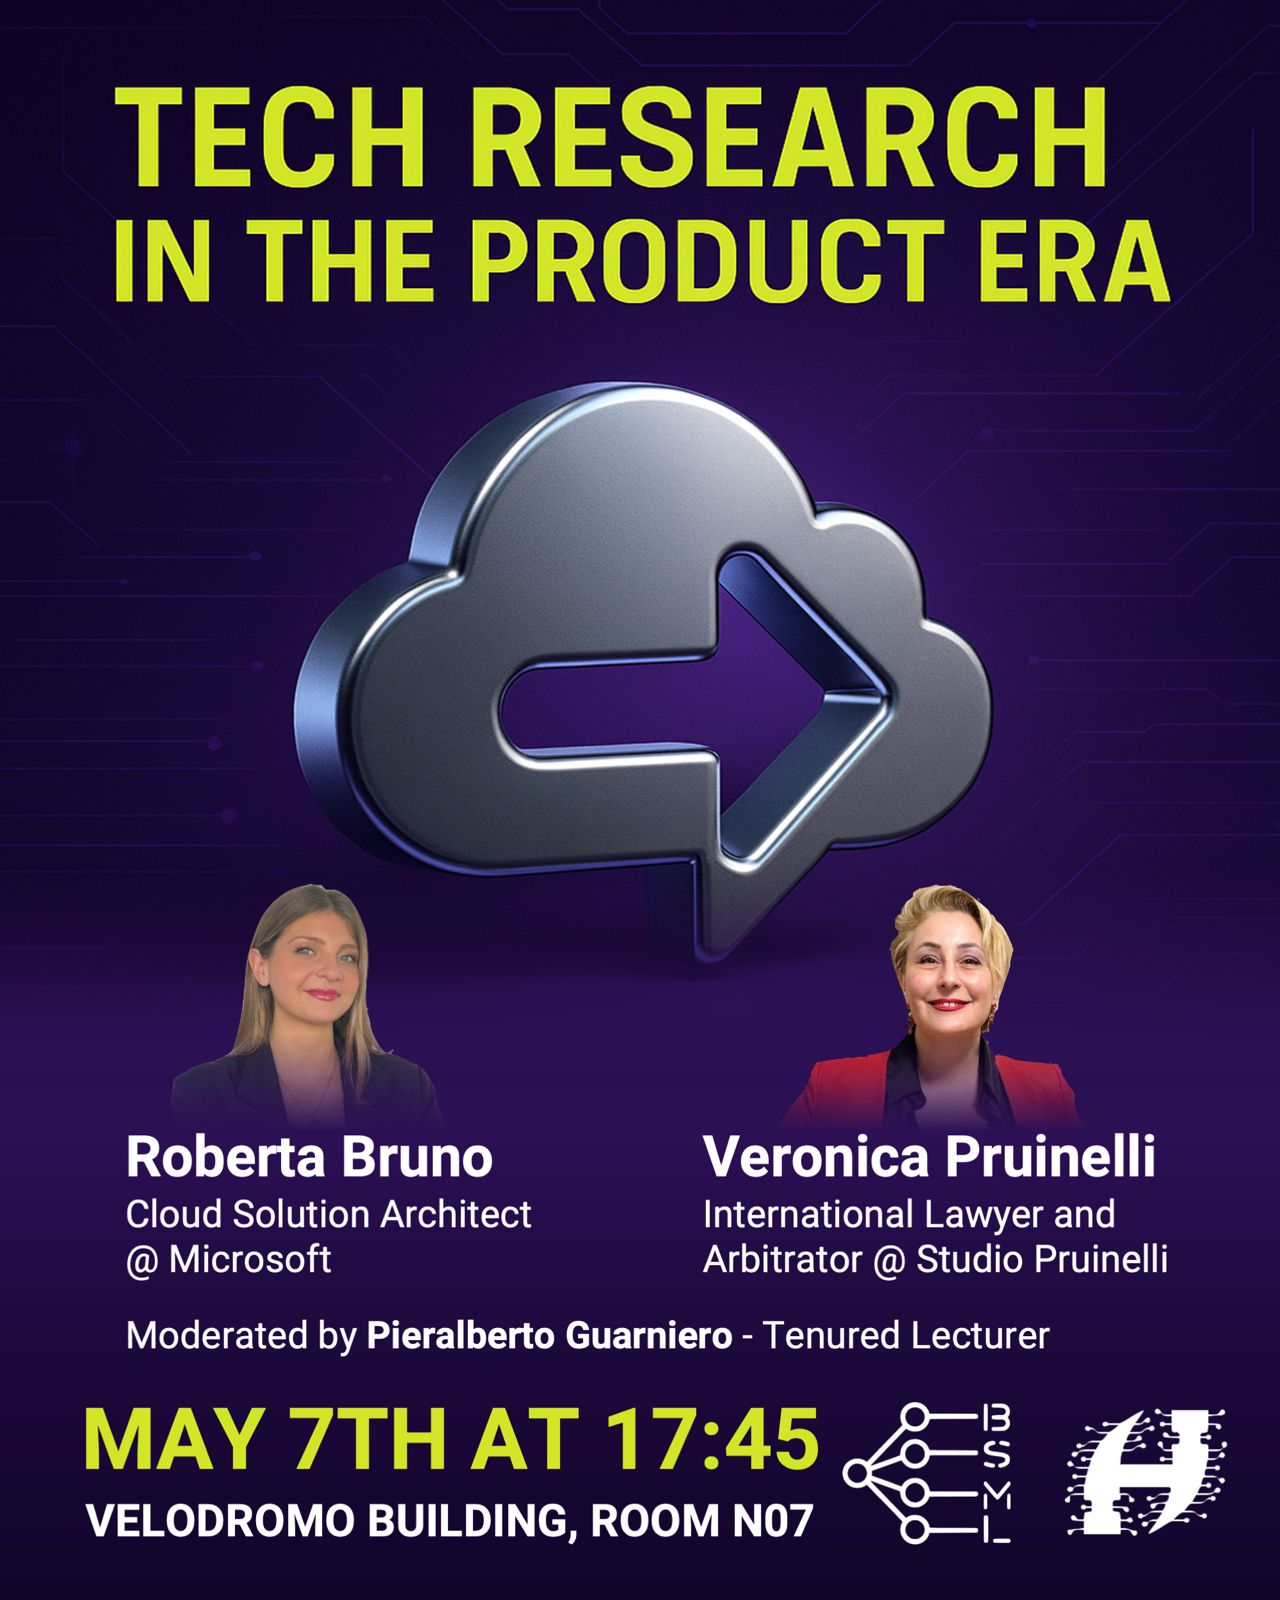 TECH RESEARCH
IN THE PRODUCT ERA
Roberta Bruno
Cloud Solution Architect
@ Microsoft
Veronica Pruinelli
International Lawyer and
Arbitrator @ Studio Pruinelli
Moderated by Pieralberto Guarniero - Tenured Lecturer
MAY 7TH AT 17:45
VELODROMO BUILDING, ROOM N07
B
S
M
L
H